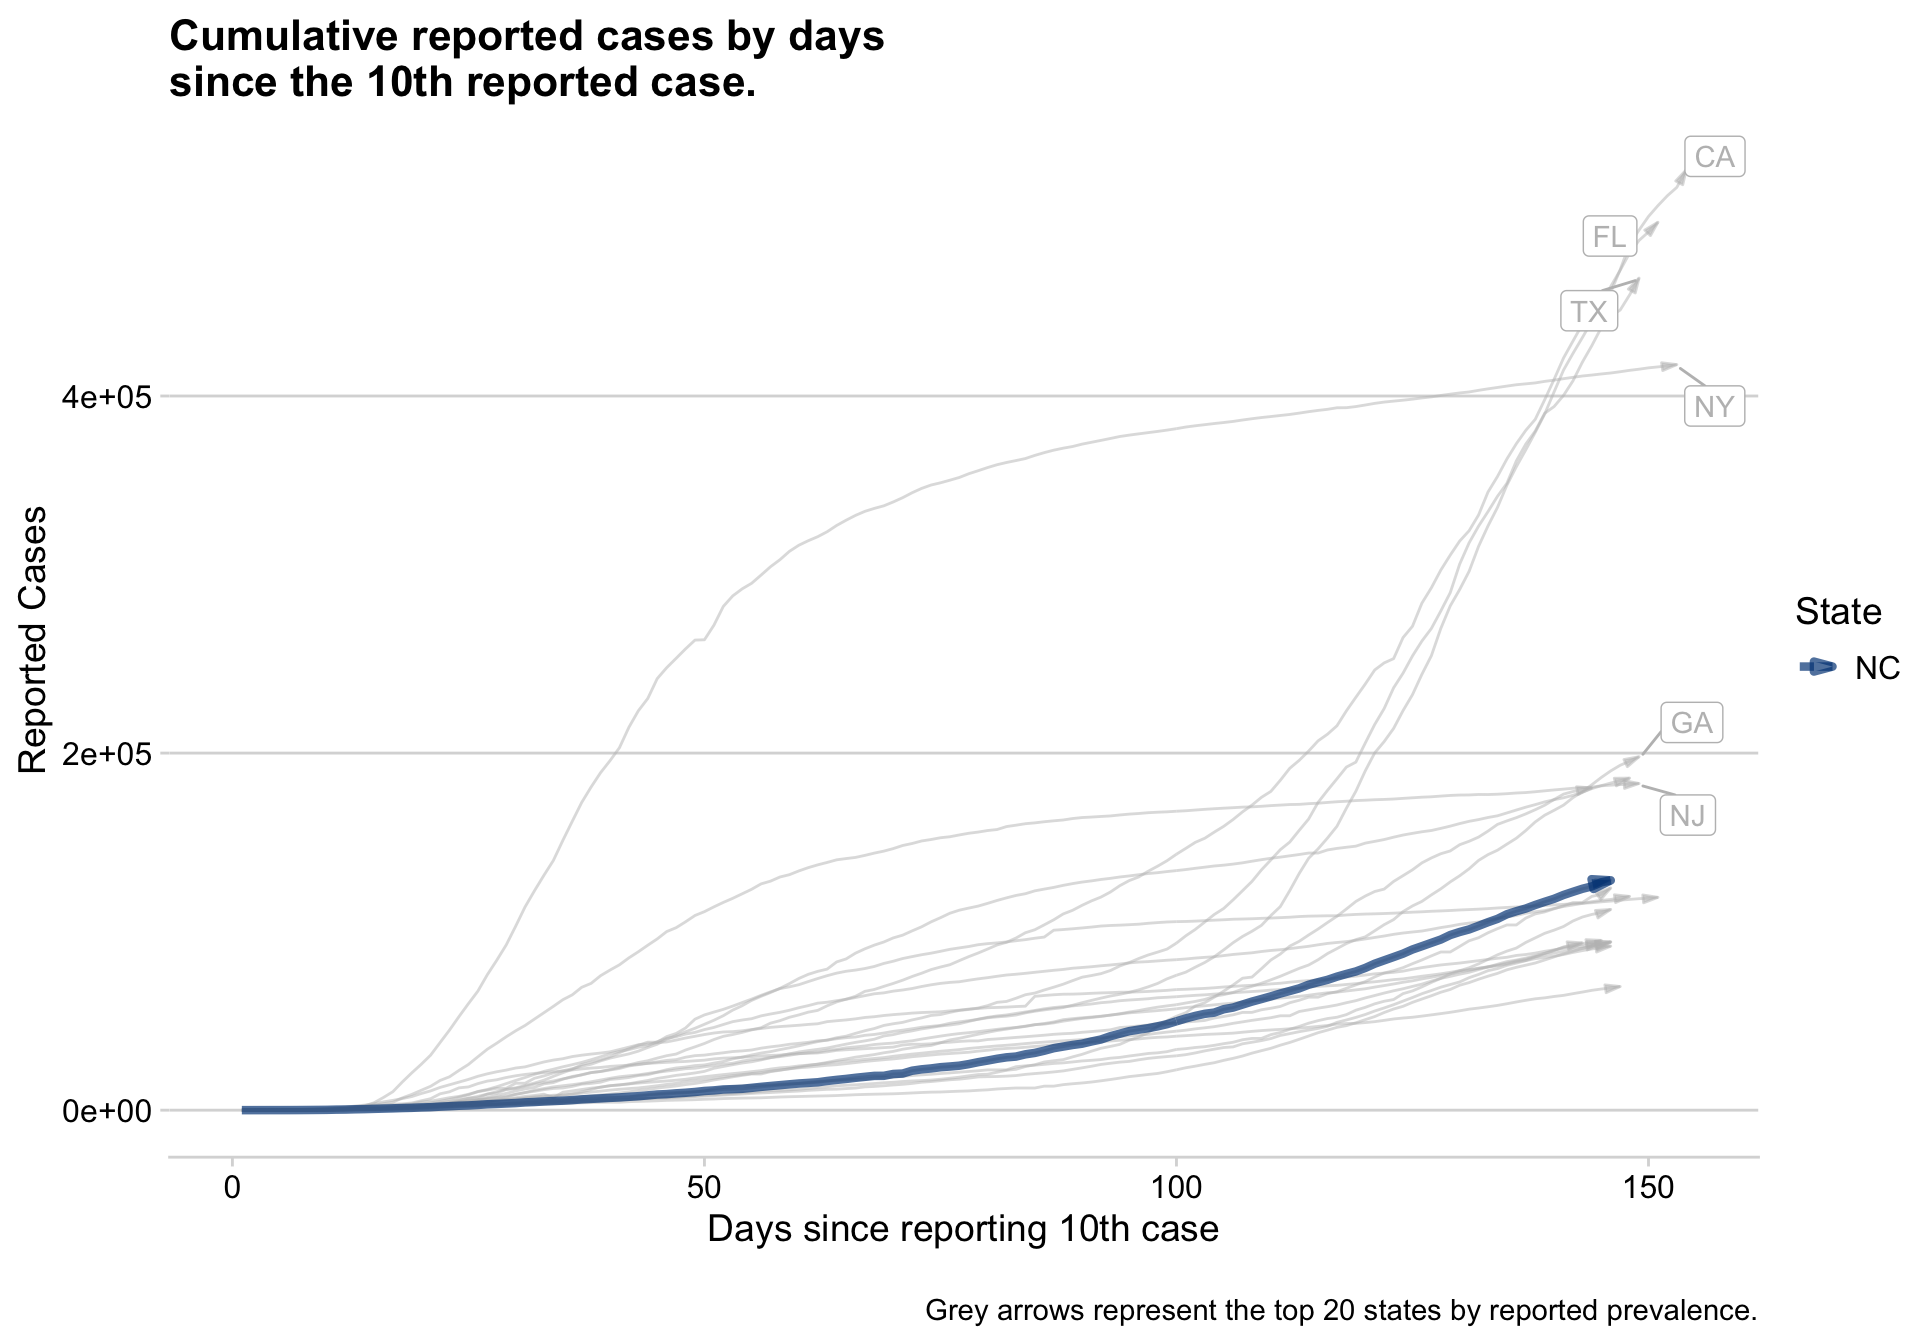 Cumulative reported cases by days
since the 10th reported case.
CA
FL
TX
4e+05
NY
Reported Cases
State
NC
GA
2e+05
NJ
0e+00
0
50
100
150
Days since reporting 10th case
Grey arrows represent the top 20 states by reported prevalence.